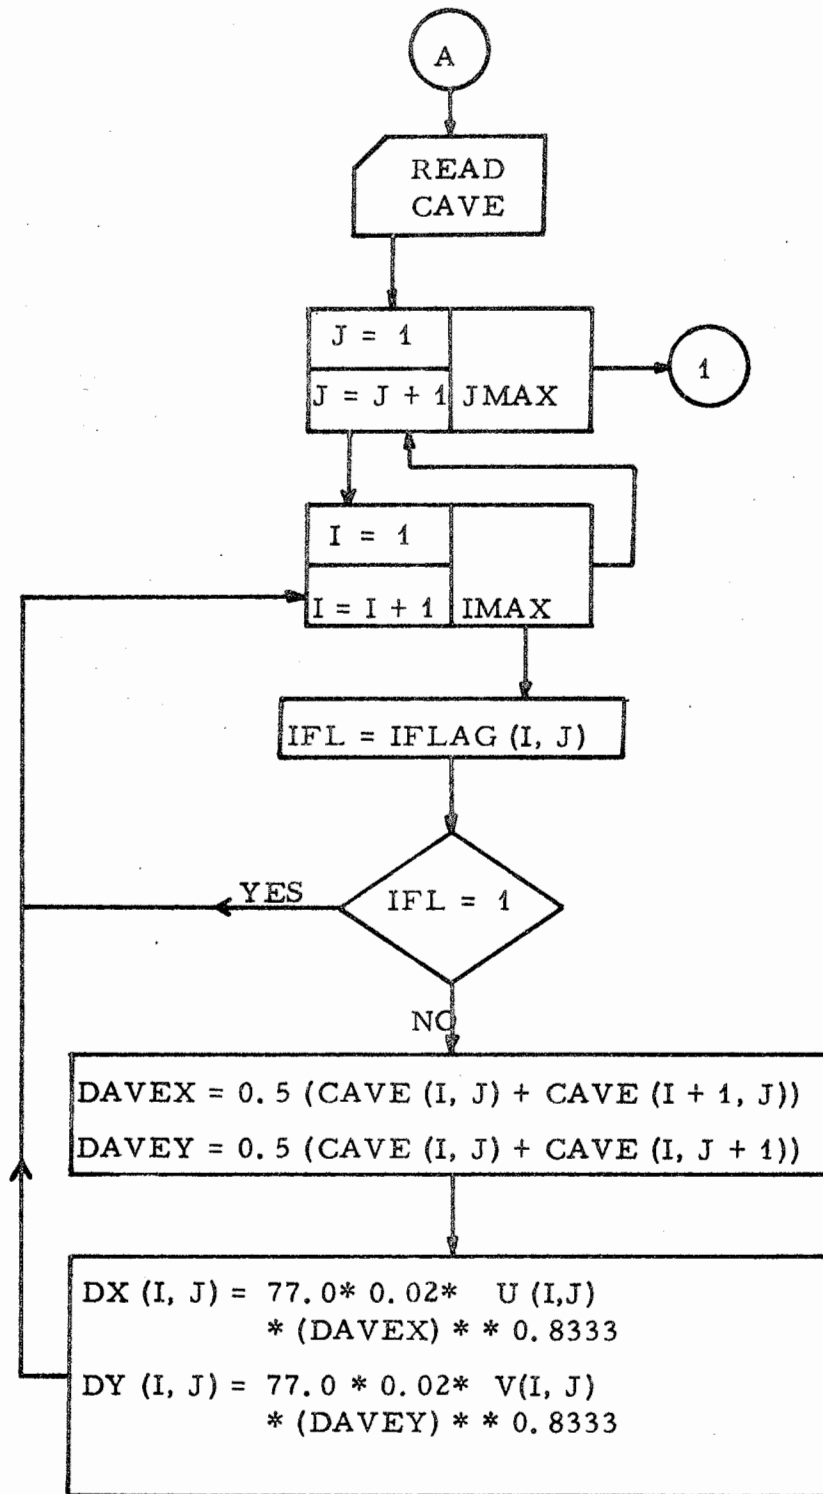 A
READ
CAVE
J = 1
J = J + 1 JMAX
1
I = 1
I = I + 1 IMAX
IFL = IFLAG (I, J)
YES
IFL = 1
NO
DAVEX = 0.5 (CAVE (I, J) + CAVE (I + 1, J))
DAVEY = 0.5 (CAVE (I, J) + CAVE (I, J + 1))
DX (I, J) = 77.0* 0.02* U (I,J)
* (DAVEX) * * 0.8333
DY (I, J) = 77.0 * 0.02* V(I, J)
* (DAVEY) * * 0.8333